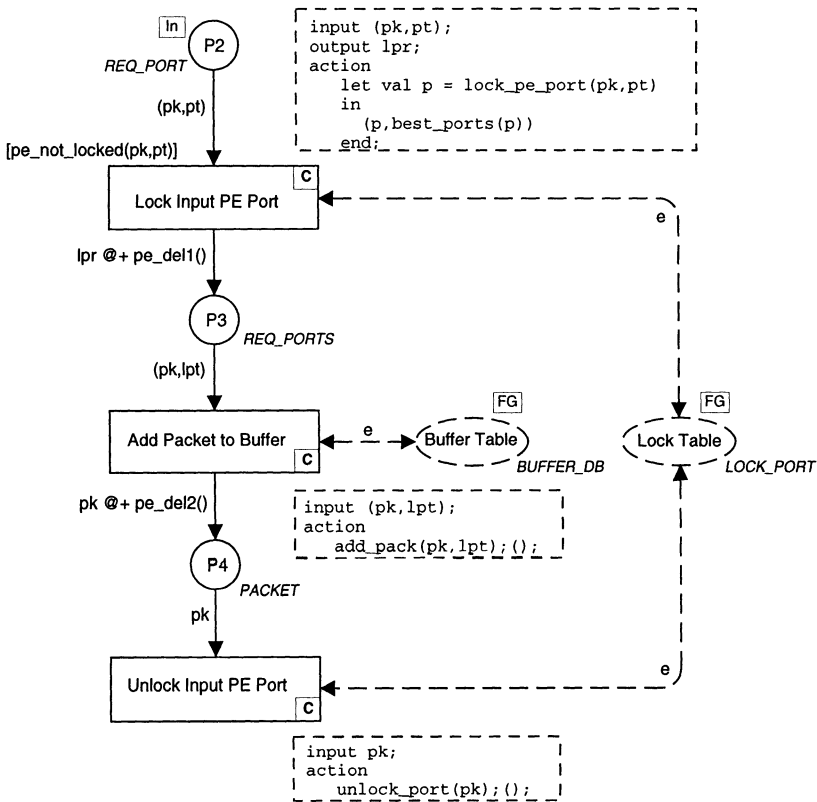 In
P2
REQ_PORT
(pk,pt)
[pe_not_locked(pk,pt)]
input (pk,pt);
output lpr;
action
let val p = lock_pe_port(pk,pt)
in
(p,best_ports(p))
end;
C
Lock Input PE Port
e
lpr @+ pe_del1()
P3
REQ_PORTS
(pk,lpt)
Add Packet to Buffer
C
e
FG
Buffer Table
BUFFER_DB
FG
Lock Table
LOCK_PORT
pk @+ pe_del2()
input (pk,lpt);
action
add_pack(pk,lpt);();
P4
PACKET
pk
Unlock Input PE Port
C
e
input pk;
action
unlock_port(pk);();